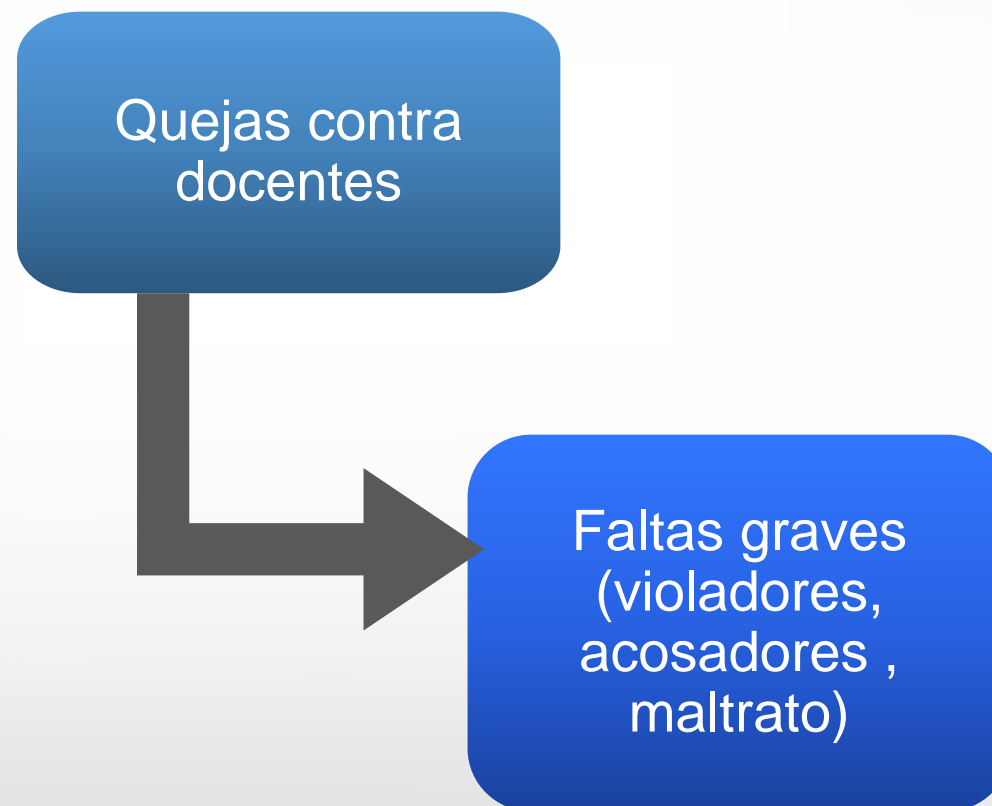 Quejas contra
docentes
Faltas graves
(violadores,
acosadores ,
maltrato)